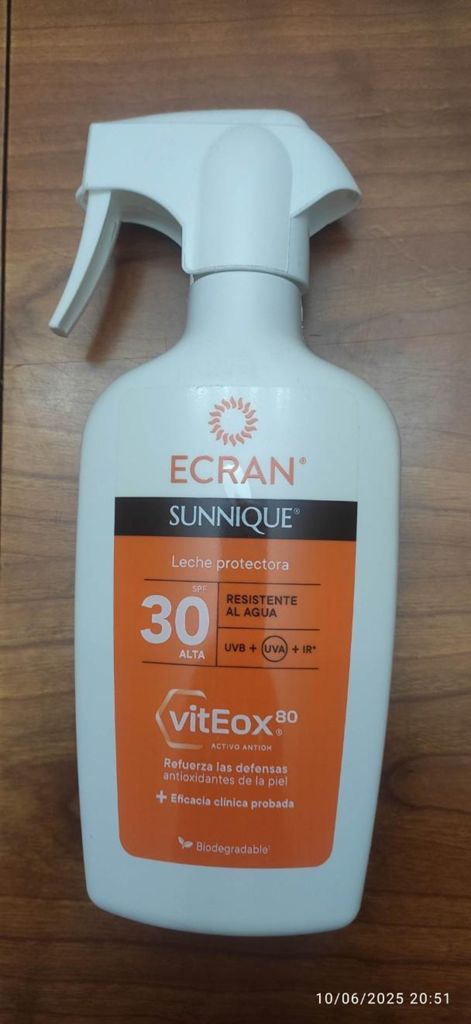 ECRAN®
SUNNIQUE®
Leche protectora
SPF
30
ALTA
RESISTENTE
AL AGUA
UVB + UVA + IR*
vitEox80®
ACTIVO ANTIOX
Refuerza las defensas
antioxidantes de la piel
+ Eficacia clínica probada
Biodegradable¹
10/06/2025 20:51